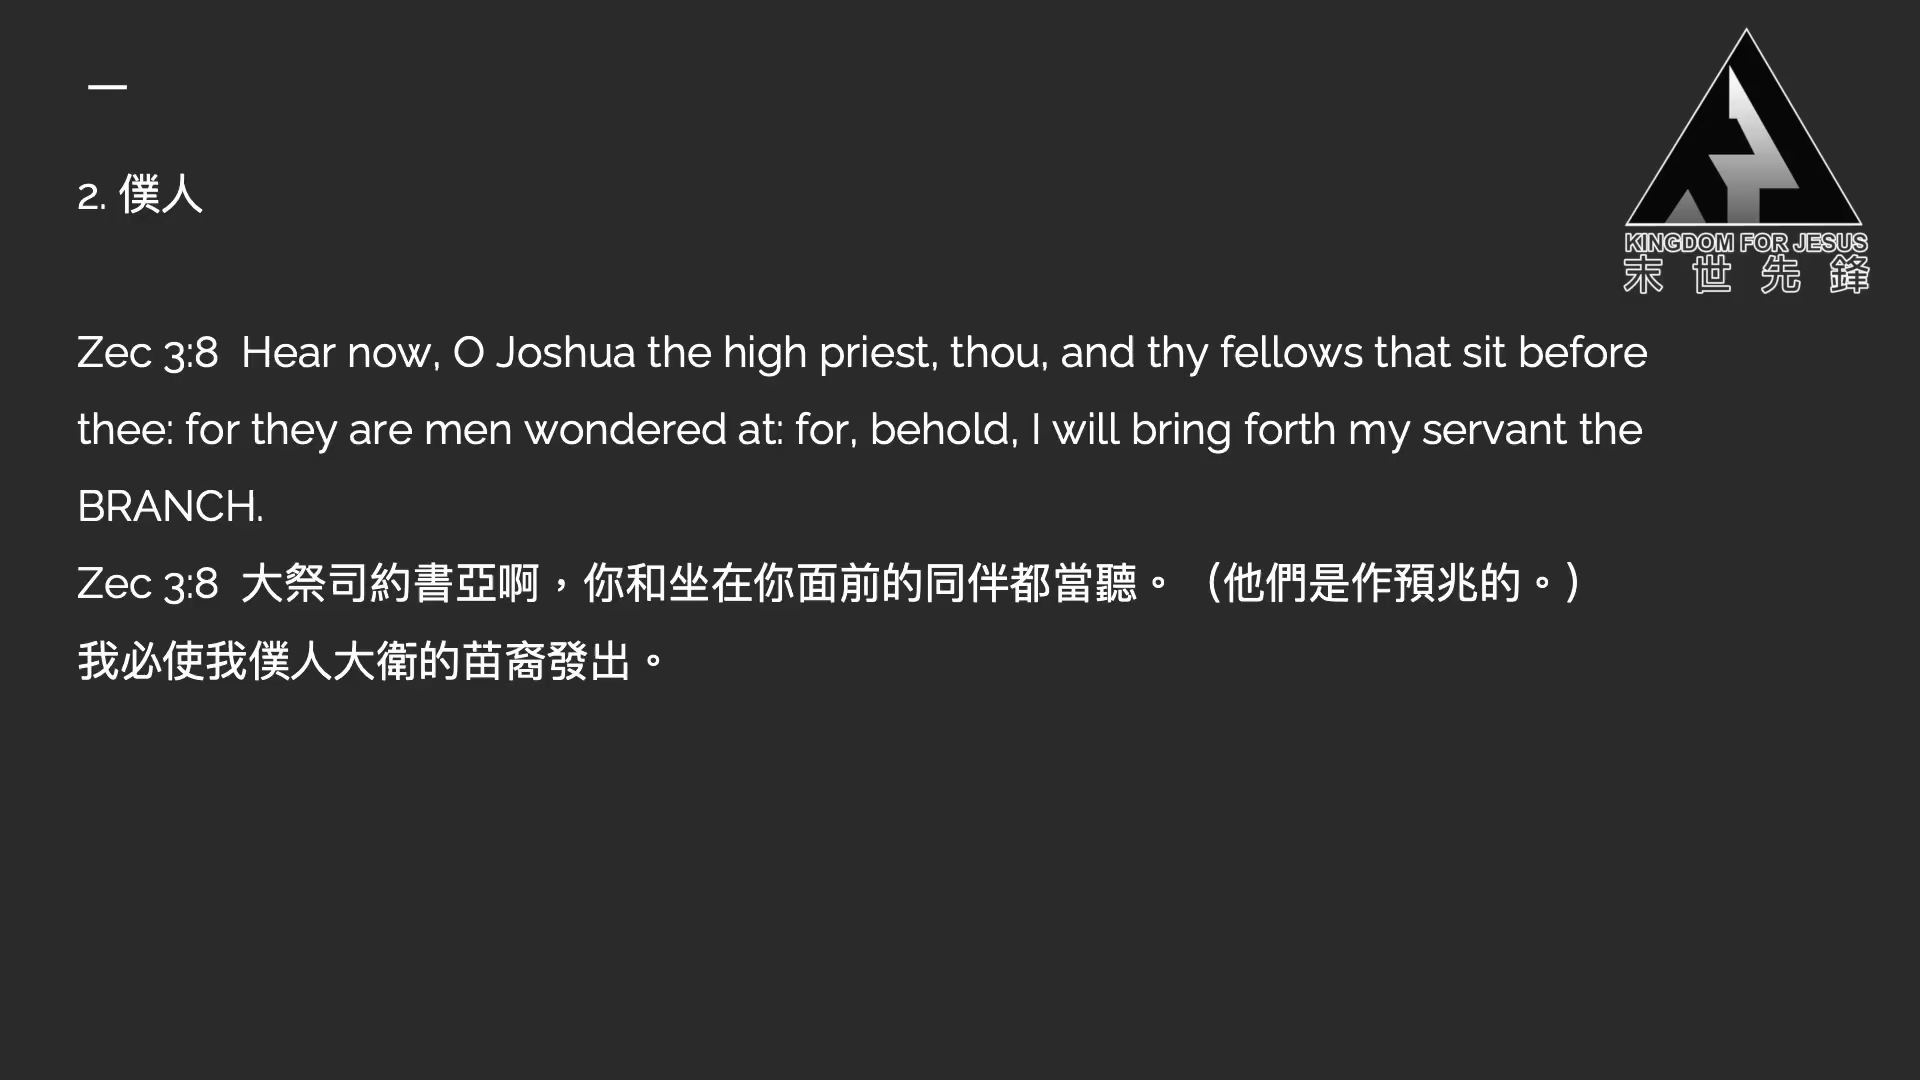 2. 僕人
KINGDOM FOR JESUS
末世先鋒
Zec 3:8 Hear now, O Joshua the high priest, thou, and thy fellows that sit before
thee: for they are men wondered at: for, behold, I will bring forth my servant the
BRANCH.
Zec 3:8 大祭司約書亞啊，你和坐在你面前的同伴都當聽。（他們是作預兆的。）
我必使我僕人大衛的苗裔發出。